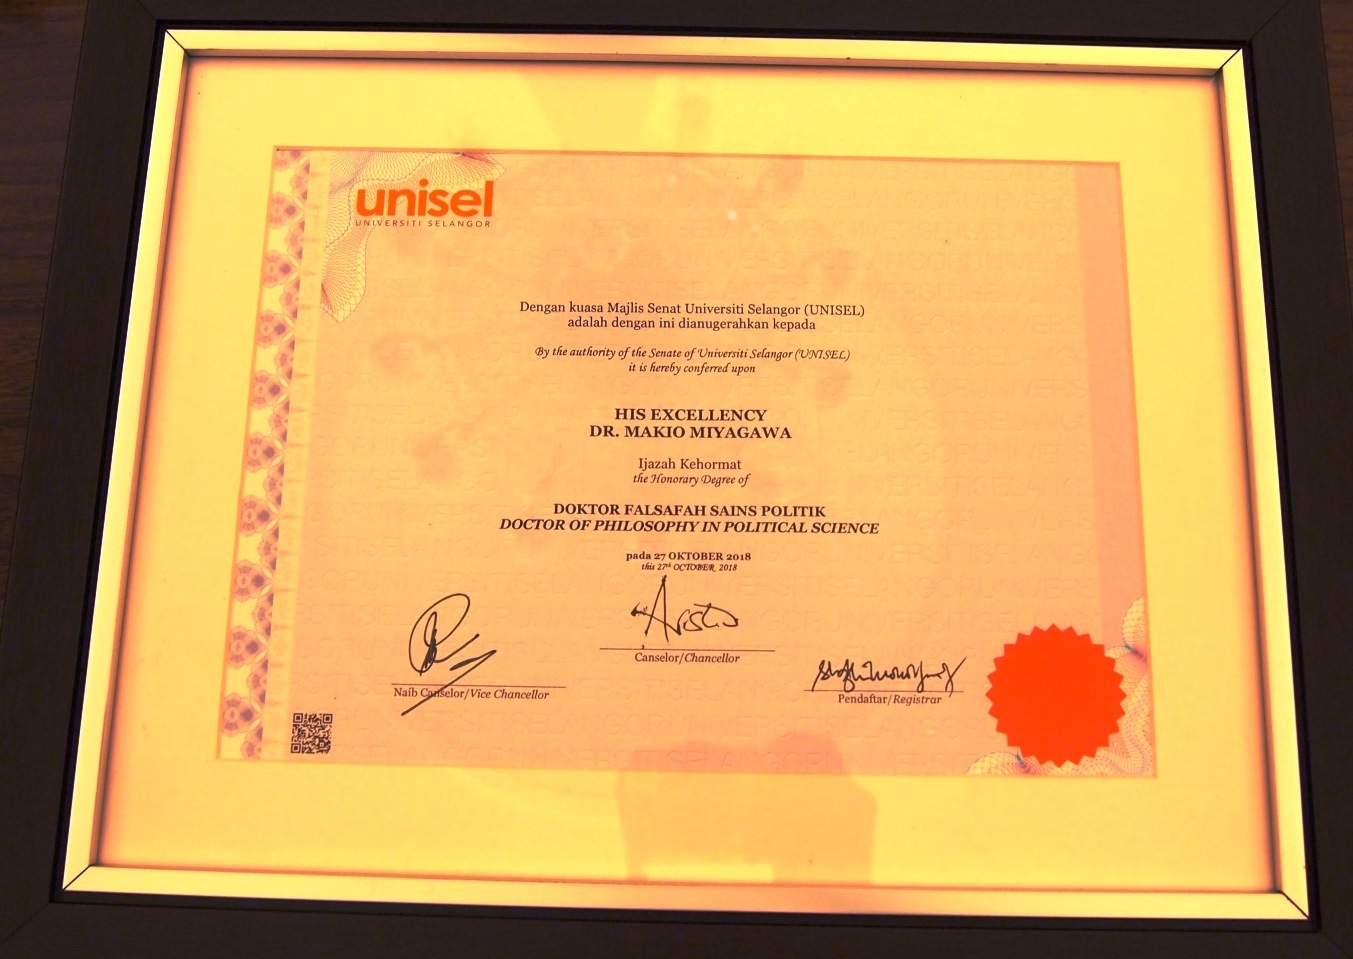 unisel
UNIVERSITI SELANGOR
Dengan kuasa Majlis Senat Universiti Selangor (UNISEL)
adalah dengan ini dianugerahkan kepada
By the authority of the Senate of Universiti Selangor (UNISEL)
it is hereby conferred upon
HIS EXCELLENCY
DR. MAKIO MIYAGAWA
Ijazah Kehormat
the Honorary Degree of
DOKTOR FALSAFAH SAINS POLITIK
DOCTOR OF PHILOSOPHY IN POLITICAL SCIENCE
pada 27 OKTOBER 2018
this 27th OCTOBER, 2018
Canselor/Chancellor
Naib Canselor/Vice Chancellor
Pendaftar/Registrar